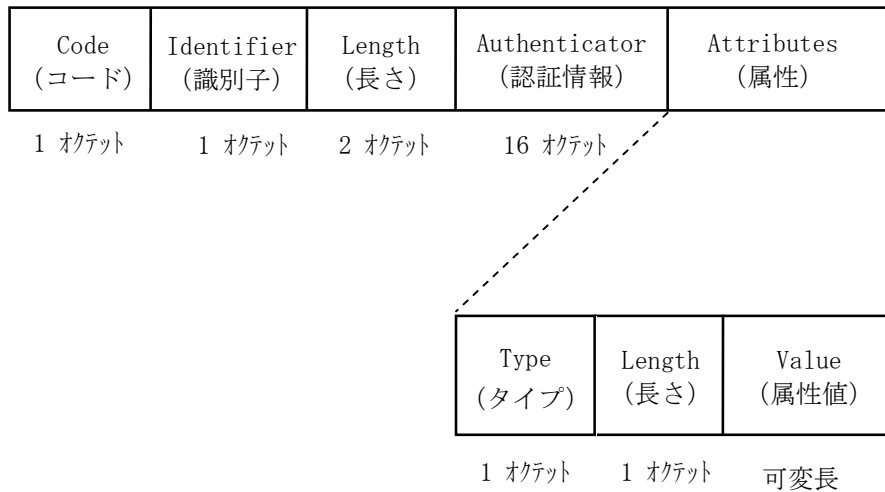 Code Identifier Length Authenticator Attributes
(コード) (識別子) (長さ) (認証情報) (属性)
1 ｵｸﾃｯﾄ 1 ｵｸﾃｯﾄ 2 ｵｸﾃｯﾄ 16 ｵｸﾃｯﾄ
Type Length Value
(タイプ) (長さ) (属性値)
1 ｵｸﾃｯﾄ 1 ｵｸﾃｯﾄ 可変長